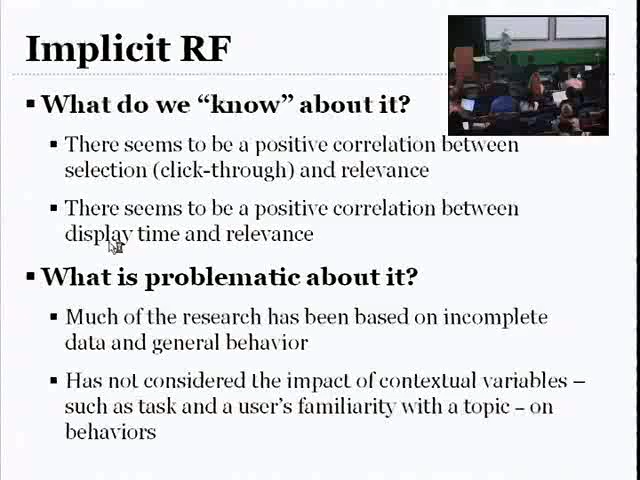 Implicit RF
What do we “know” about it?
There seems to be a positive correlation between
selection (click-through) and relevance
There seems to be a positive correlation between
display time and relevance
What is problematic about it?
Much of the research has been based on incomplete
data and general behavior
Has not considered the impact of contextual variables –
such as task and a user’s familiarity with a topic – on
behaviors